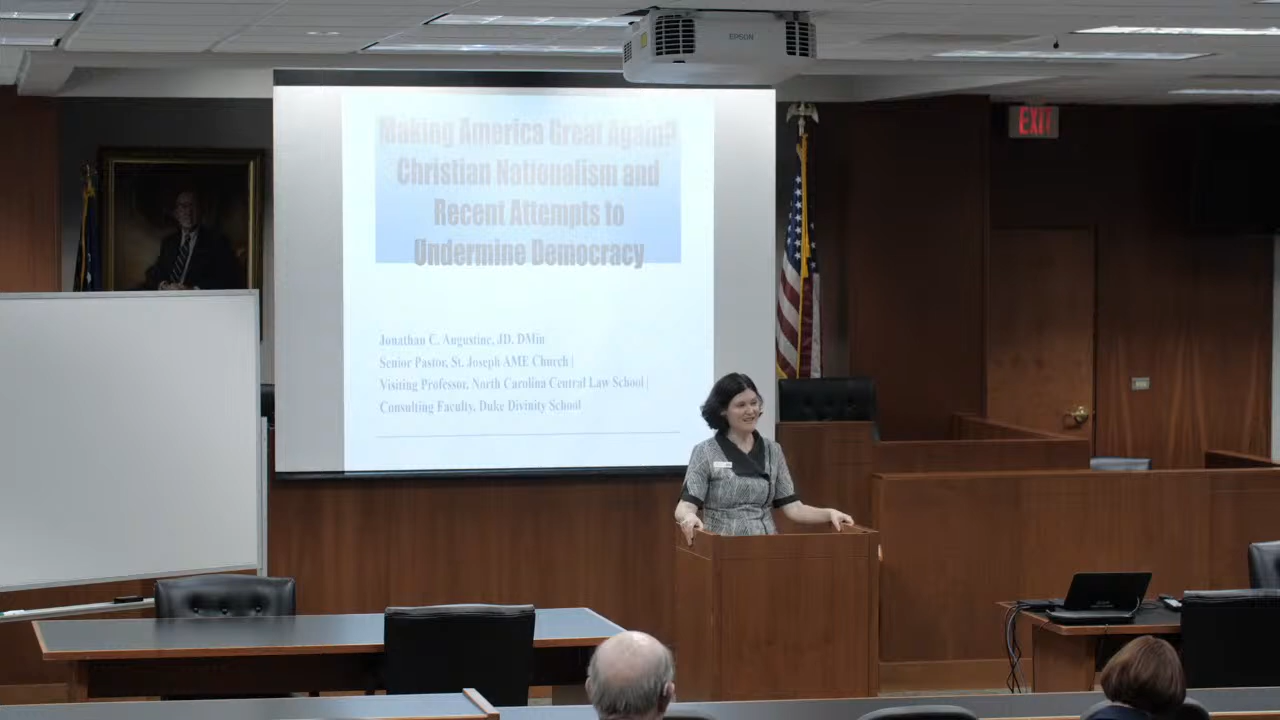 EPSON
EXIT
Making America Great Again?
Christian Nationalism and
Recent Attempts to
Undermine Democracy
Jonathan C. Augustine, JD, DMin
Senior Pastor, St. Joseph AME Church |
Visiting Professor, North Carolina Central Law School |
Consulting Faculty, Duke Divinity School